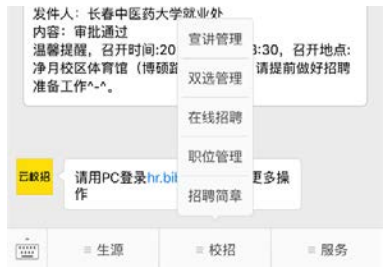 发件人：长春中医药大学就业处
内容：审批通过
温馨提醒，召开时间:20
3:30，召开地点:
净月校区体育馆（博硕路
请提前做好招聘
准备工作^-^。
宣讲管理
双选管理
在线招聘
职位管理
招聘简章
云校招
请用PC登录hr.bib
更多操
作
生源
校招
服务